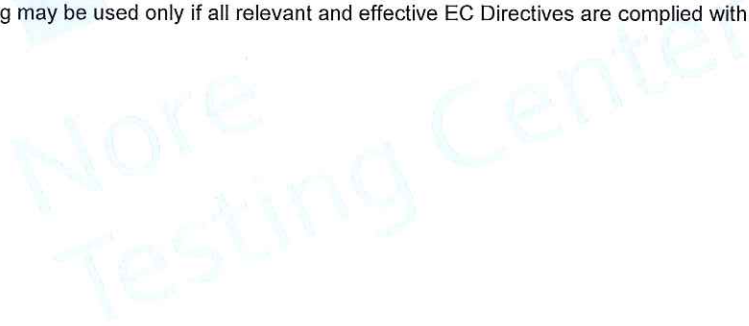 g may be used only if all relevant and effective EC Directives are complied with
Nore
Testing Center